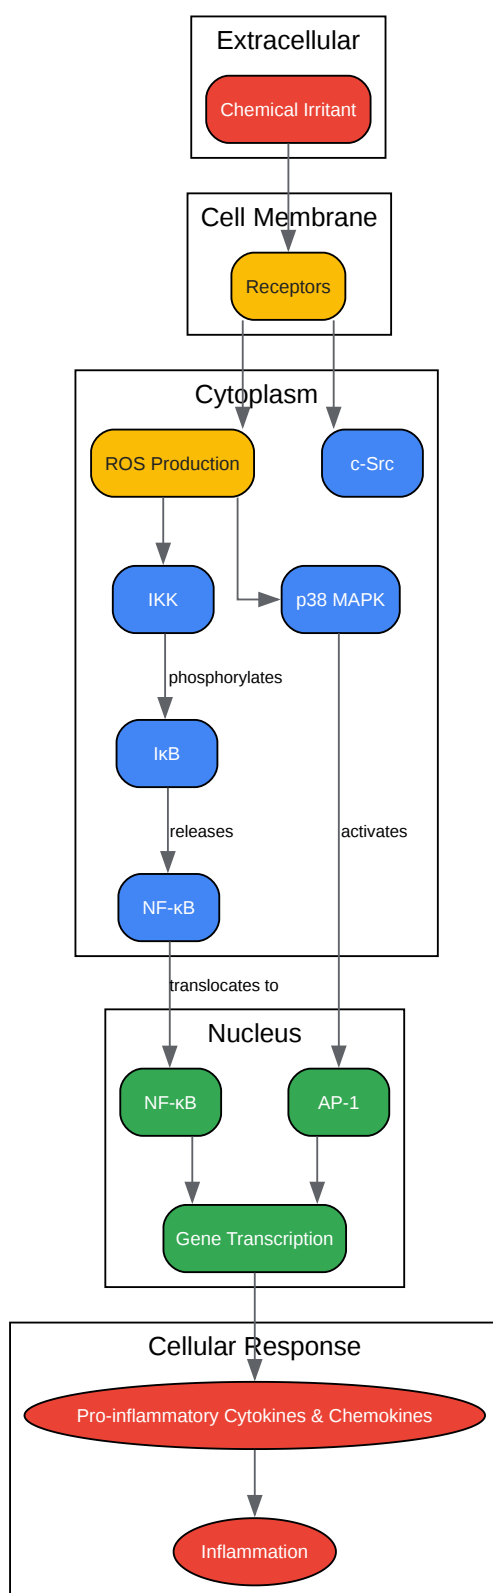 Extracellular
Chemical Irritant
Cell Membrane
Receptors
Cytoplasm
ROS Production
c-Src
IKK
p38 MAPK
phosphorylates
IκB
releases
activates
NF-κB
translocates to
Nucleus
NF-κB
AP-1
Gene Transcription
Cellular Response
Pro-inflammatory Cytokines & Chemokines
Inflammation